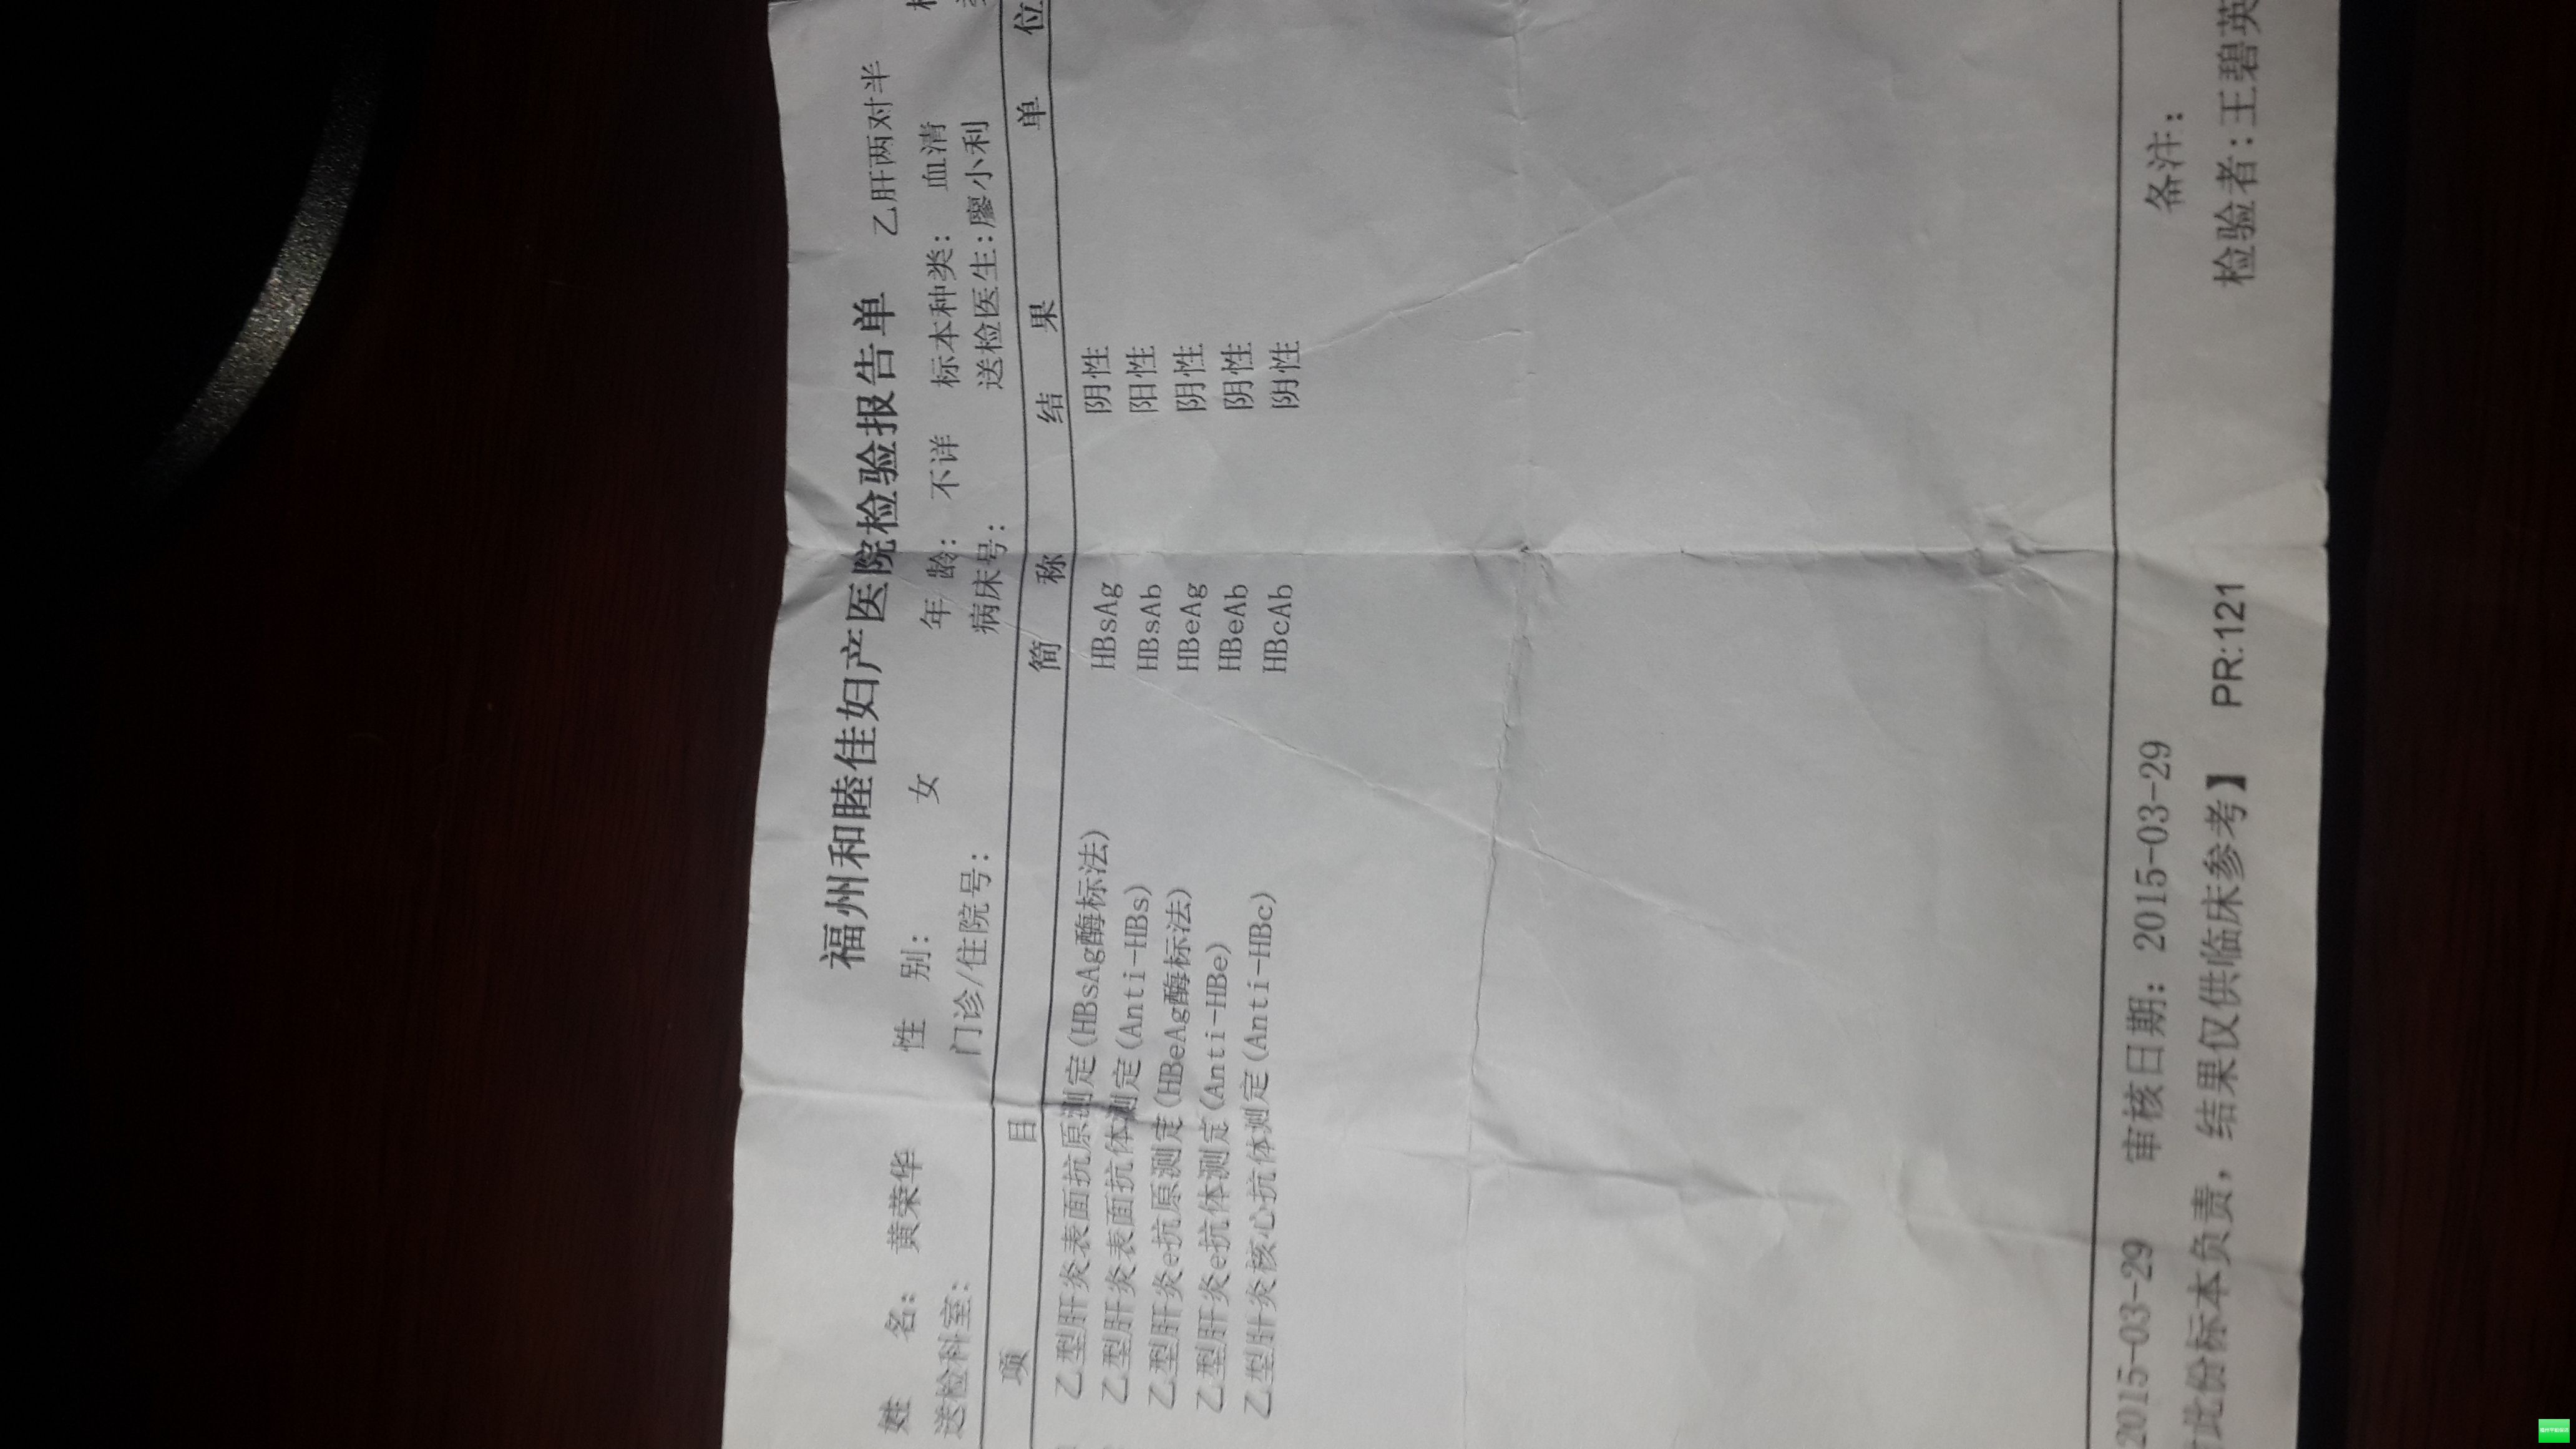 福州和睦佳妇产医院检验报告单 乙肝两对半
姓 名: 黄荣华 性 别: 女 年 龄: 不详 标本种类: 血清
送检科室: 门诊/住院号: 病床号: 送检医生:廖小利
项 目 简 称 结 果 单 位
乙型肝炎表面抗原测定(HBsAg酶标法) HBsAg 阴性
乙型肝炎表面抗体测定(Anti-HBs) HBsAb 阳性
乙型肝炎e抗原测定(HBeAg酶标法) HBeAg 阴性
乙型肝炎e抗体测定(Anti-HBe) HBeAb 阴性
乙型肝炎核心抗体测定(Anti-HBc) HBcAb 阴性
2015-03-29 审核日期: 2015-03-29 备注:
此份标本负责, 结果仅供临床参考】 PR:121 检验者:王碧英